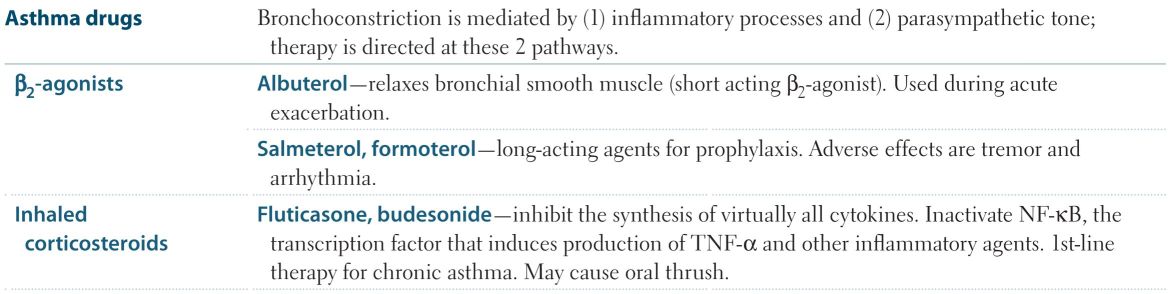 Asthma drugs
Bronchoconstriction is mediated by (1) inflammatory processes and (2) parasympathetic tone;
therapy is directed at these 2 pathways.
β2-agonists
Albuterol—relaxes bronchial smooth muscle (short acting β2-agonist). Used during acute
exacerbation.
Salmeterol, formoterol—long-acting agents for prophylaxis. Adverse effects are tremor and
arrhythmia.
Inhaled
corticosteroids
Fluticasone, budesonide—inhibit the synthesis of virtually all cytokines. Inactivate NF-κB, the
transcription factor that induces production of TNF-α and other inflammatory agents. 1st-line
therapy for chronic asthma. May cause oral thrush.